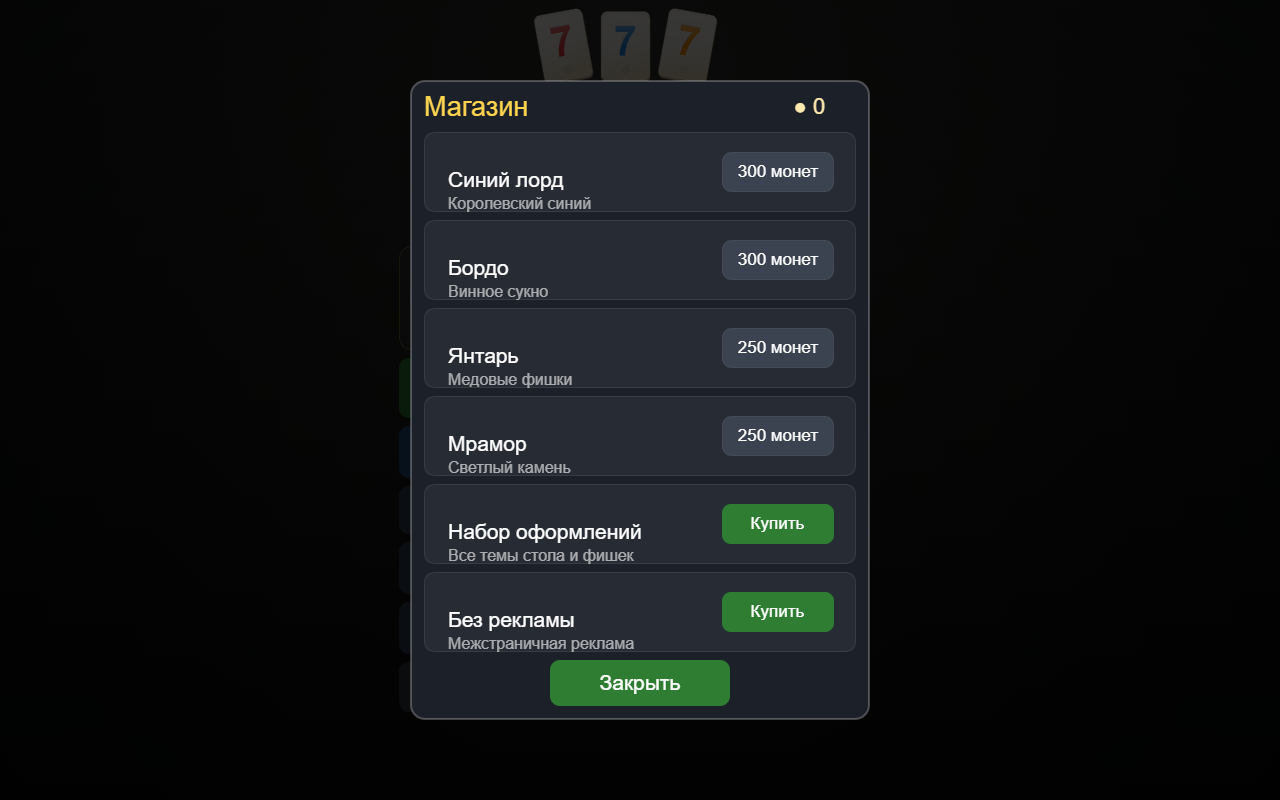 7 7 7
Магазин ● 0
Синий лорд
Королевский синий
300 монет
Бордо
Винное сукно
300 монет
Янтарь
Медовые фишки
250 монет
Мрамор
Светлый камень
250 монет
Набор оформлений
Все темы стола и фишек
Купить
Без рекламы
Межстраничная реклама
Купить
Закрыть